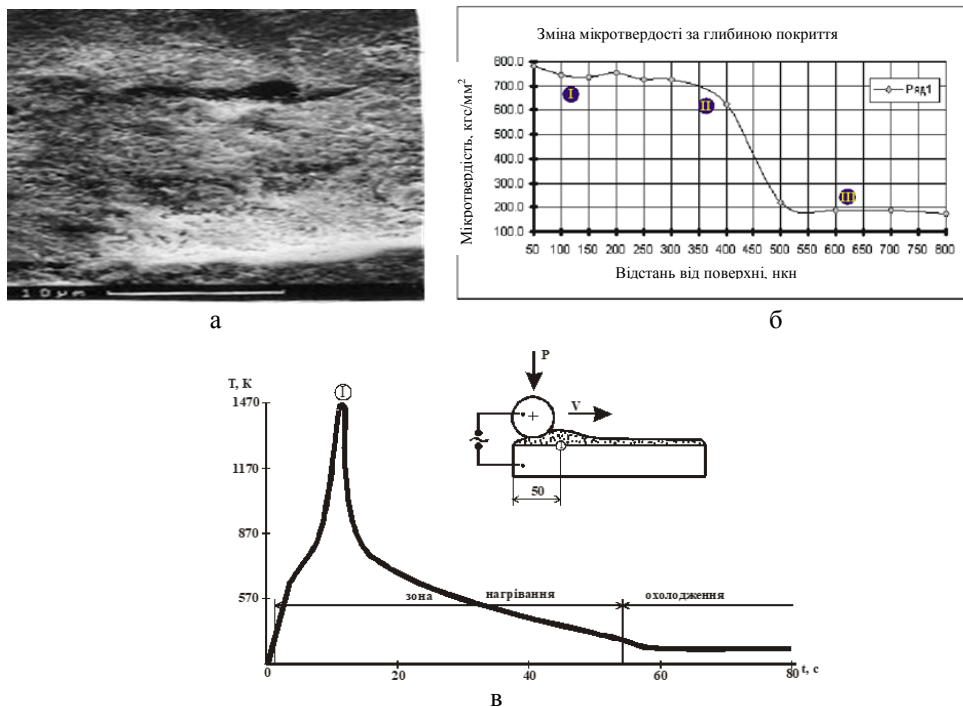 10 µm
а
Зміна мікротвердості за глибиною покриття
Мікротвердість, кгс/мм²
800.0
700.0
600.0
500.0
400.0
300.0
200.0
100.0
I
II
III
Ряд1
50 100 150 200 250 300 350 400 450 500 550 600 650 700 750 800
Відстань від поверхні, нкн
б
T, K
1470
1170
870
570
1
P
V
+
~
1
50
зона нагрівання
охолодження
0 20 40 60 80
t, c
в